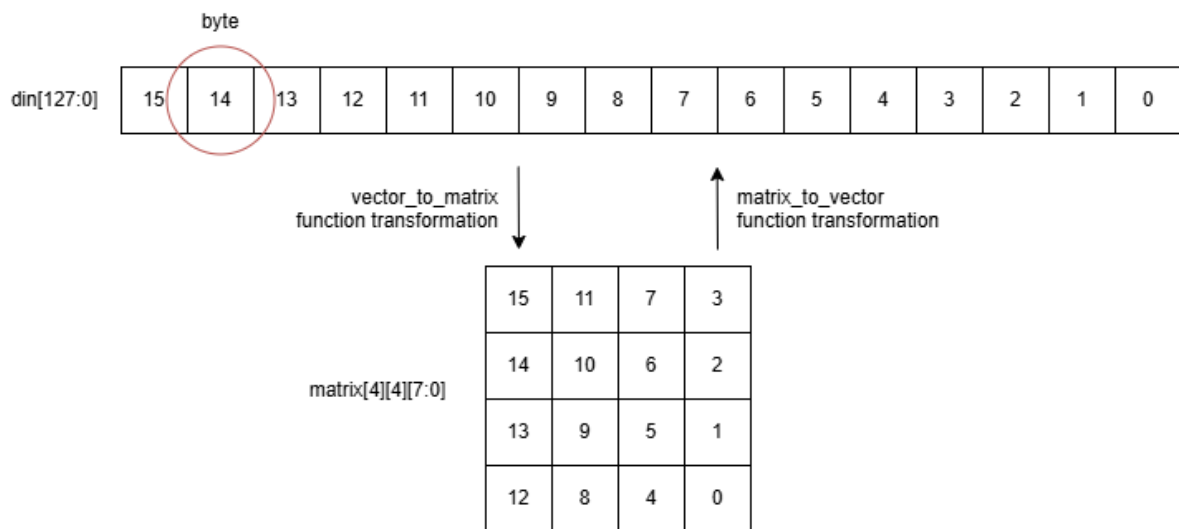 byte
din[127:0] 15 14 13 12 11 10 9 8 7 6 5 4 3 2 1 0
vector_to_matrix
function transformation
matrix_to_vector
function transformation
15 11 7 3
14 10 6 2
matrix[4][4][7:0]
13 9 5 1
12 8 4 0